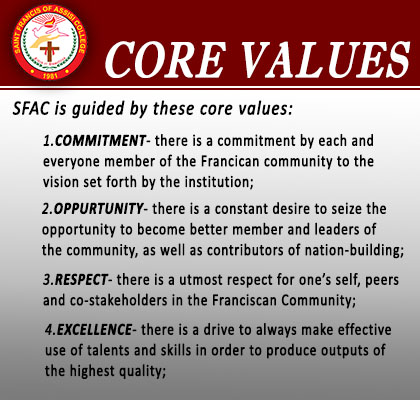 SAINT FRANCIS OF ASSISI COLLEGE
1981
CORE VALUES
SFAC is guided by these core values:
1.COMMITMENT- there is a commitment by each and
everyone member of the Francican community to the
vision set forth by the institution;
2.OPPURTUNITY- there is a constant desire to seize the
opportunity to become better member and leaders of
the community, as well as contributors of nation-building;
3.RESPECT- there is a utmost respect for one's self, peers
and co-stakeholders in the Franciscan Community;
4.EXCELLENCE- there is a drive to always make effective
use of talents and skills in order to produce outputs of
the highest quality;